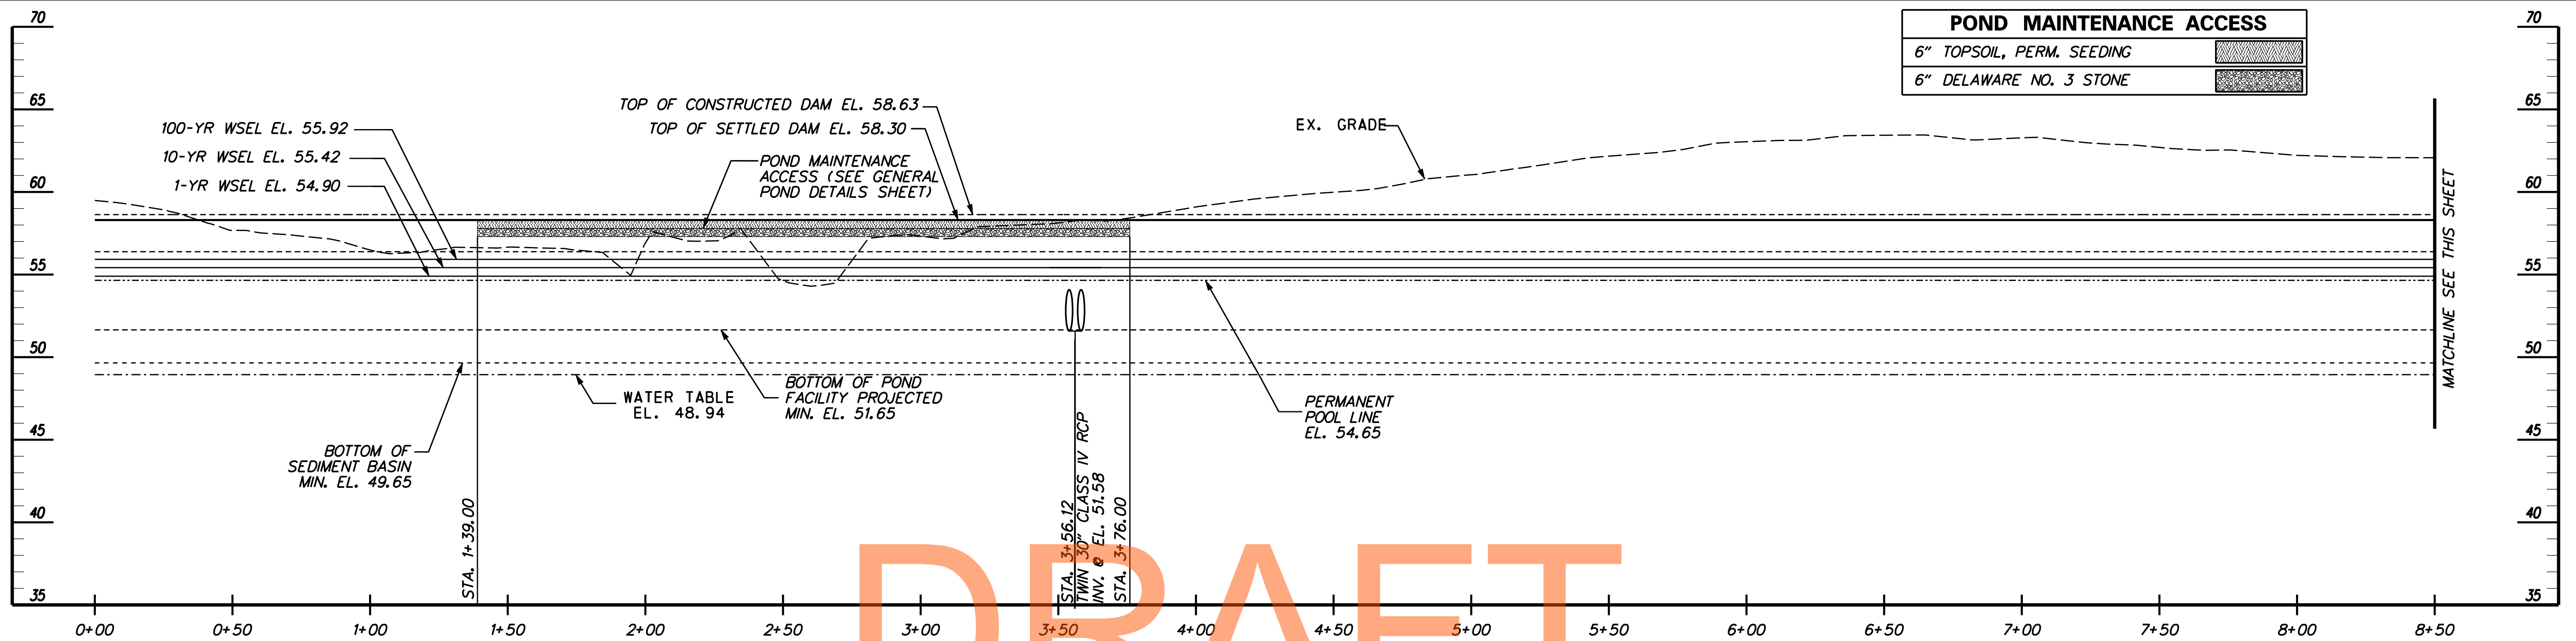 70
65
60
55
50
45
40
35
POND MAINTENANCE ACCESS
6" TOPSOIL, PERM. SEEDING
6" DELAWARE NO. 3 STONE
70
65
60
55
50
45
40
35
100-YR WSEL EL. 55.92
10-YR WSEL EL. 55.42
1-YR WSEL EL. 54.90
TOP OF CONSTRUCTED DAM EL. 58.63
TOP OF SETTLED DAM EL. 58.30
POND MAINTENANCE
ACCESS (SEE GENERAL
POND DETAILS SHEET)
EX. GRADE
MATCHLINE SEE THIS SHEET
BOTTOM OF
SEDIMENT BASIN
MIN. EL. 49.65
WATER TABLE
EL. 48.94
BOTTOM OF POND
FACILITY PROJECTED
MIN. EL. 51.65
PERMANENT
POOL LINE
EL. 54.65
STA. 1+39.00
STA. 3+56.12
TWIN 30" CLASS IV RCP
INV. @ EL. 51.58
STA. 3+76.00
DRAFT
0+00
0+50
1+00
1+50
2+00
2+50
3+00
3+50
4+00
4+50
5+00
5+50
6+00
6+50
7+00
7+50
8+00
8+50